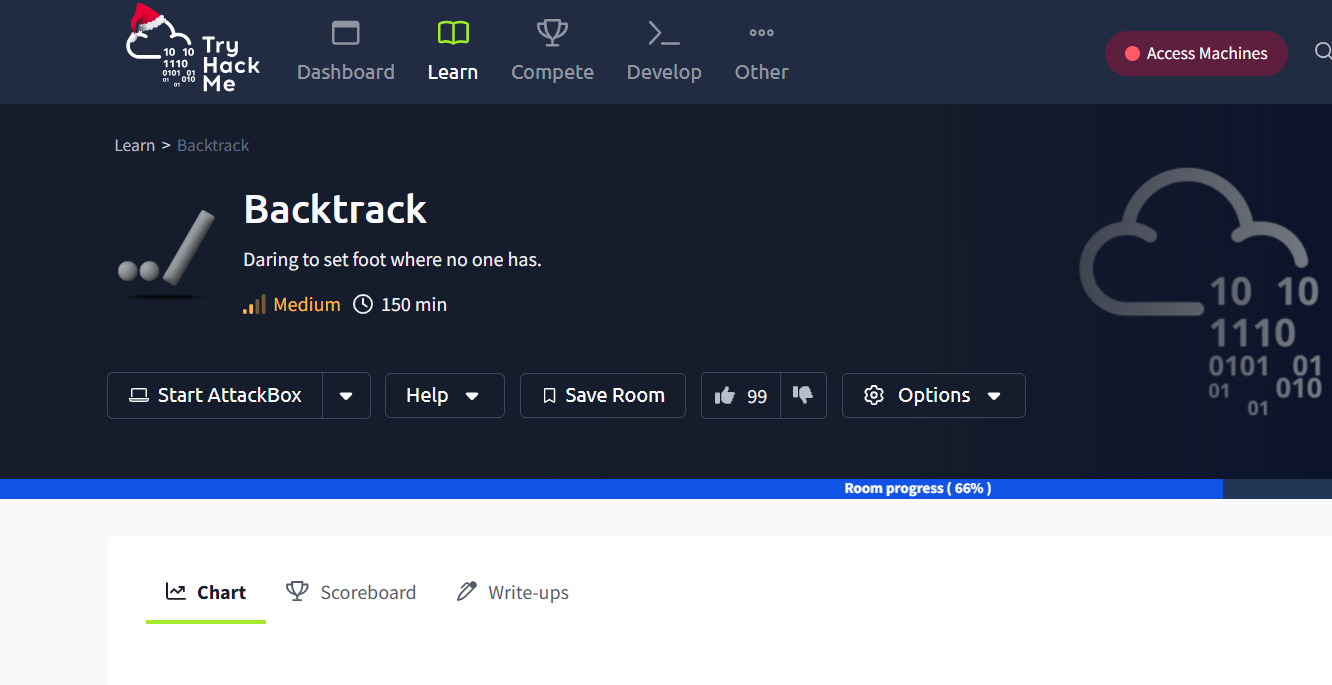 Try
Hack
Me
10 10
1110
0101 01
01 010
01
Dashboard
Learn
Compete
Develop
Other
Access Machines
Learn > Backtrack
Backtrack
Daring to set foot where no one has.
Medium 150 min
10 10
1110
0101 01
01 010
01
Start AttackBox
Help
Save Room
99
Options
Room progress ( 66% )
Chart
Scoreboard
Write-ups